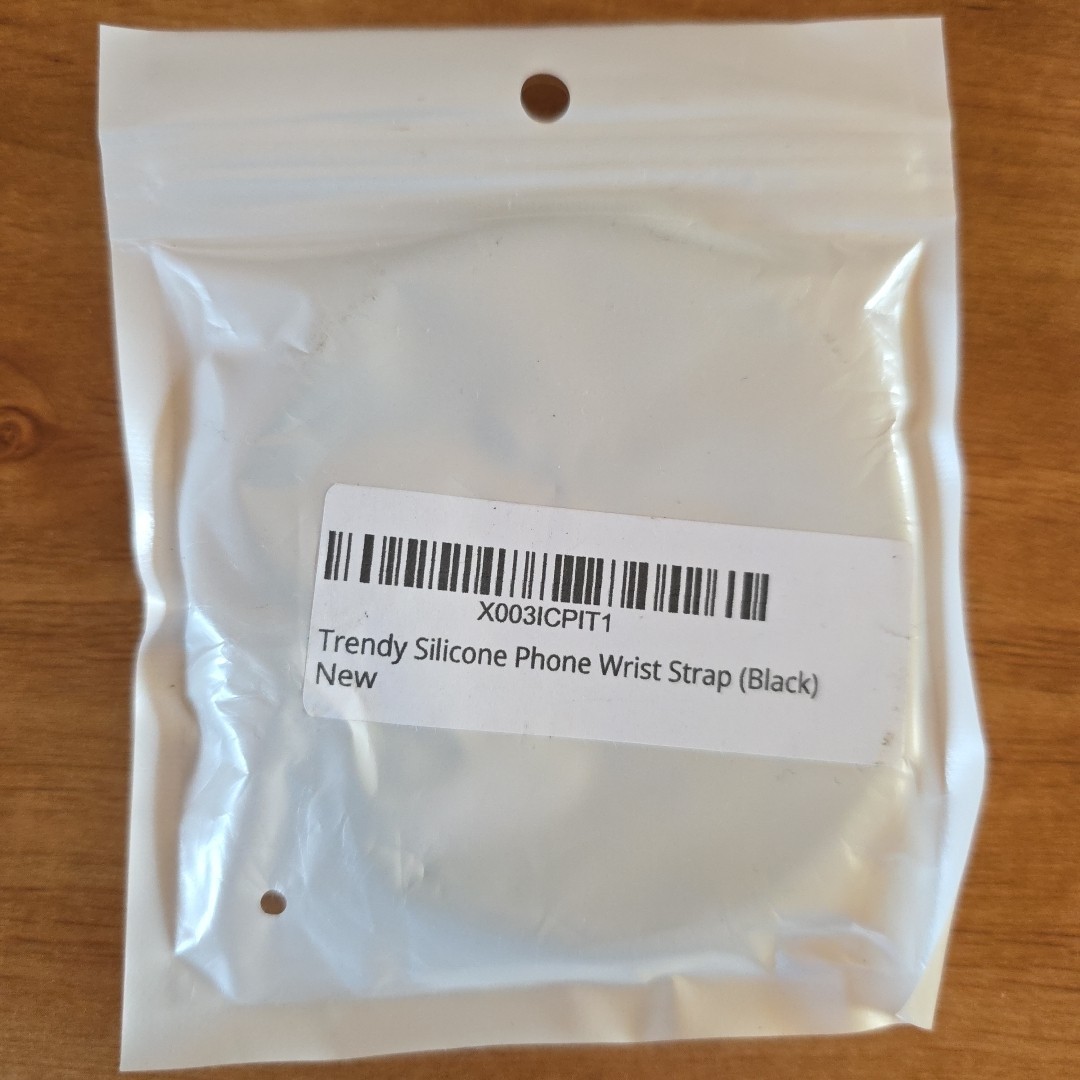 X003ICPIT1
Trendy Silicone Phone Wrist Strap (Black)
New